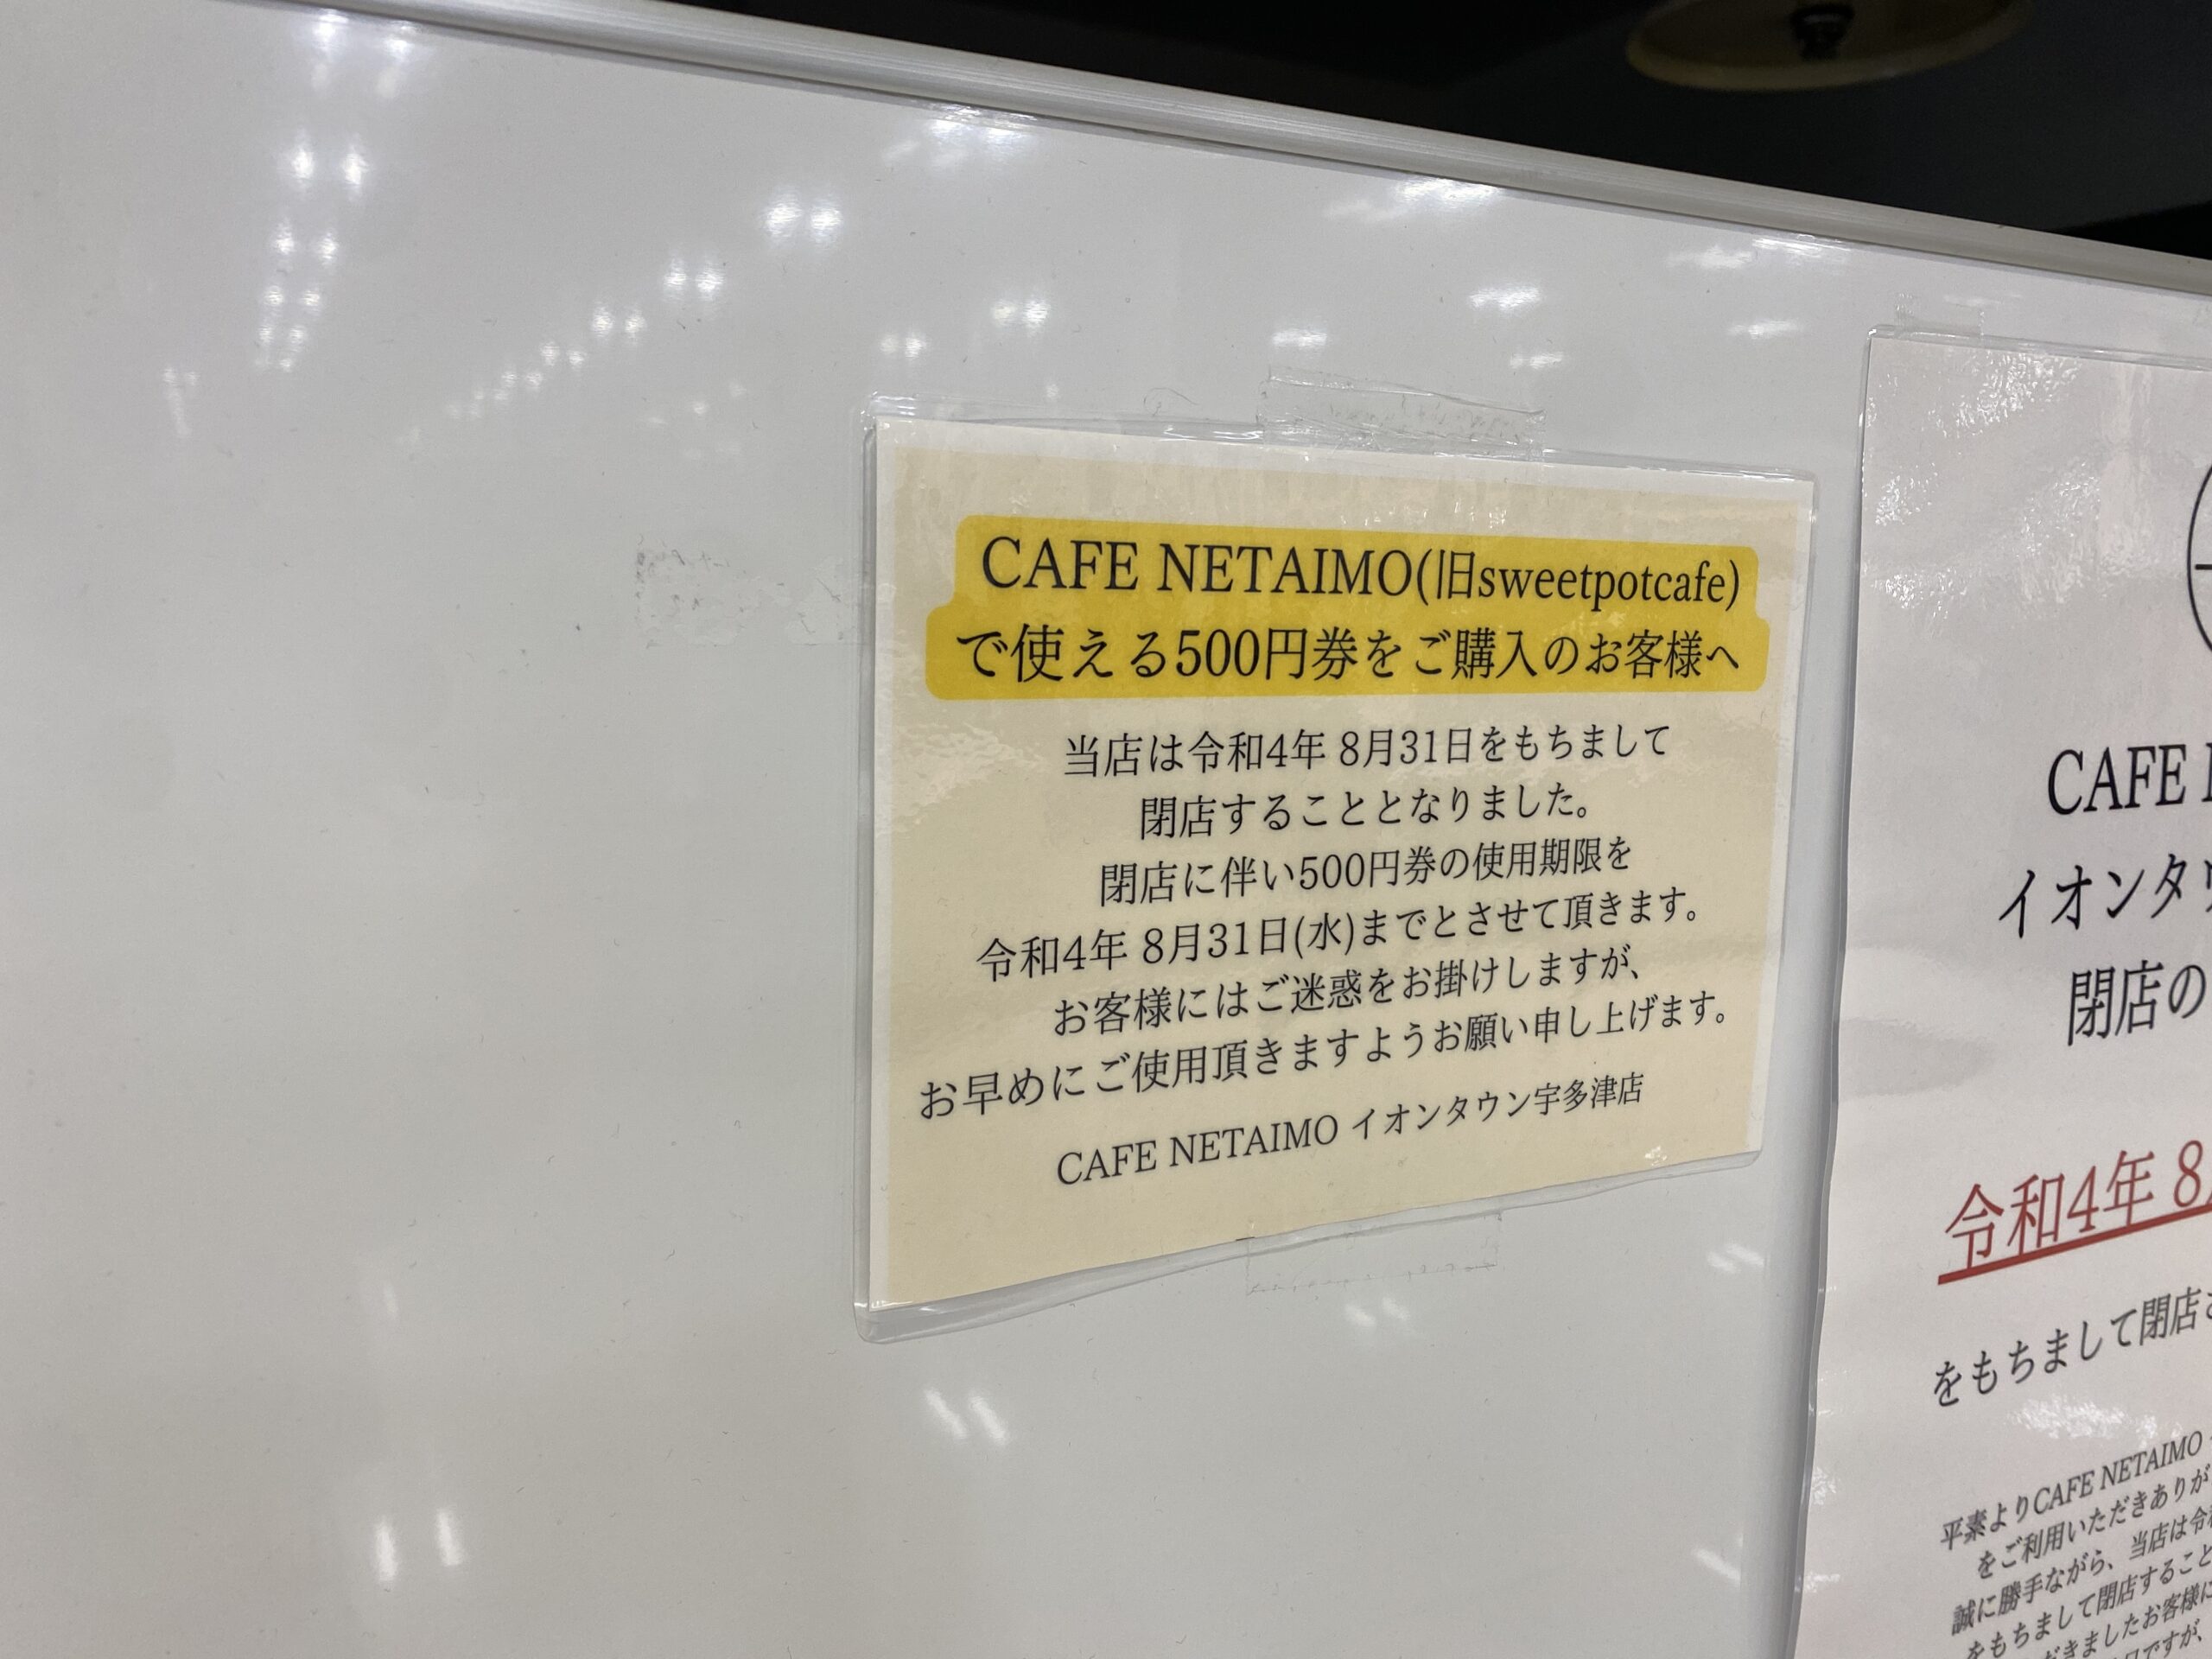 CAFE NETAIMO(旧sweetpotcafe)
で使える500円券をご購入のお客様へ
当店は令和4年 8月31日をもちまして
閉店することとなりました。
閉店に伴い500円券の使用期限を
令和4年 8月31日(水)までとさせて頂きます。
お客様にはご迷惑をお掛けしますが、
お早めにご使用頂きますようお願い申し上げます。
CAFE NETAIMO イオンタウン宇多津店
CAFE
イオンタウ
閉店の
令和4年 8
をもちまして閉店
平素よりCAFE NETAIMO
をご利用いただきありが
誠に勝手ながら、当店は令和
をもちまして閉店すること
だきましたお客様に
ですが、